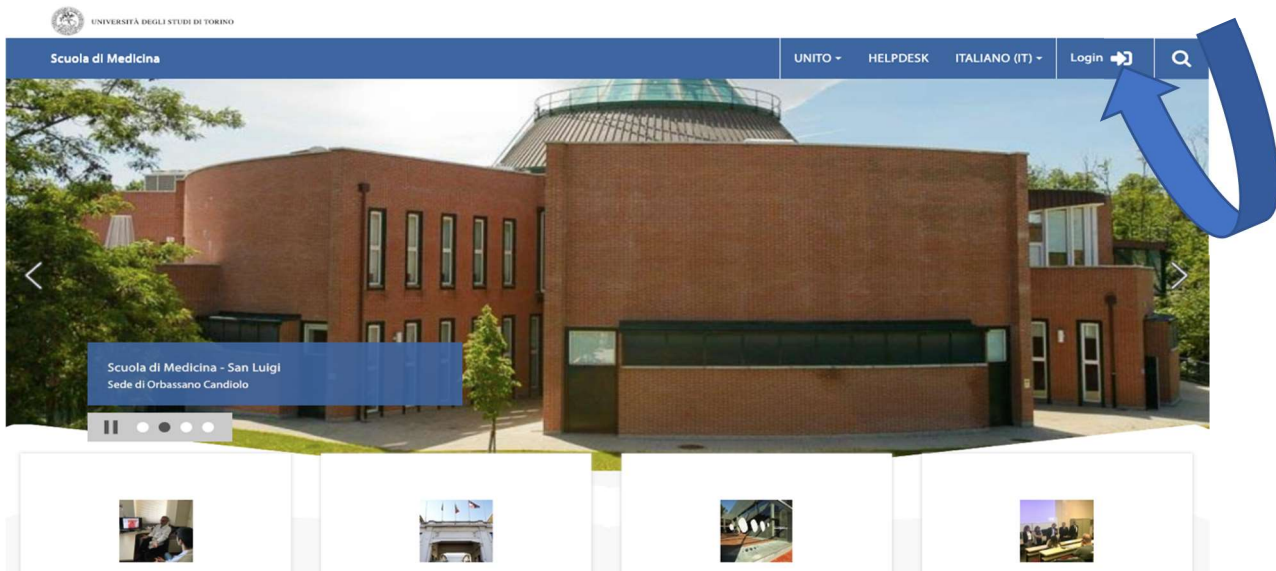 UNIVERSITÀ DEGLI STUDI DI TORINO
Scuola di Medicina
UNITO
HELPDESK
ITALIANO (IT)
Login
Scuola di Medicina - San Luigi
Sede di Orbassano Candiolo